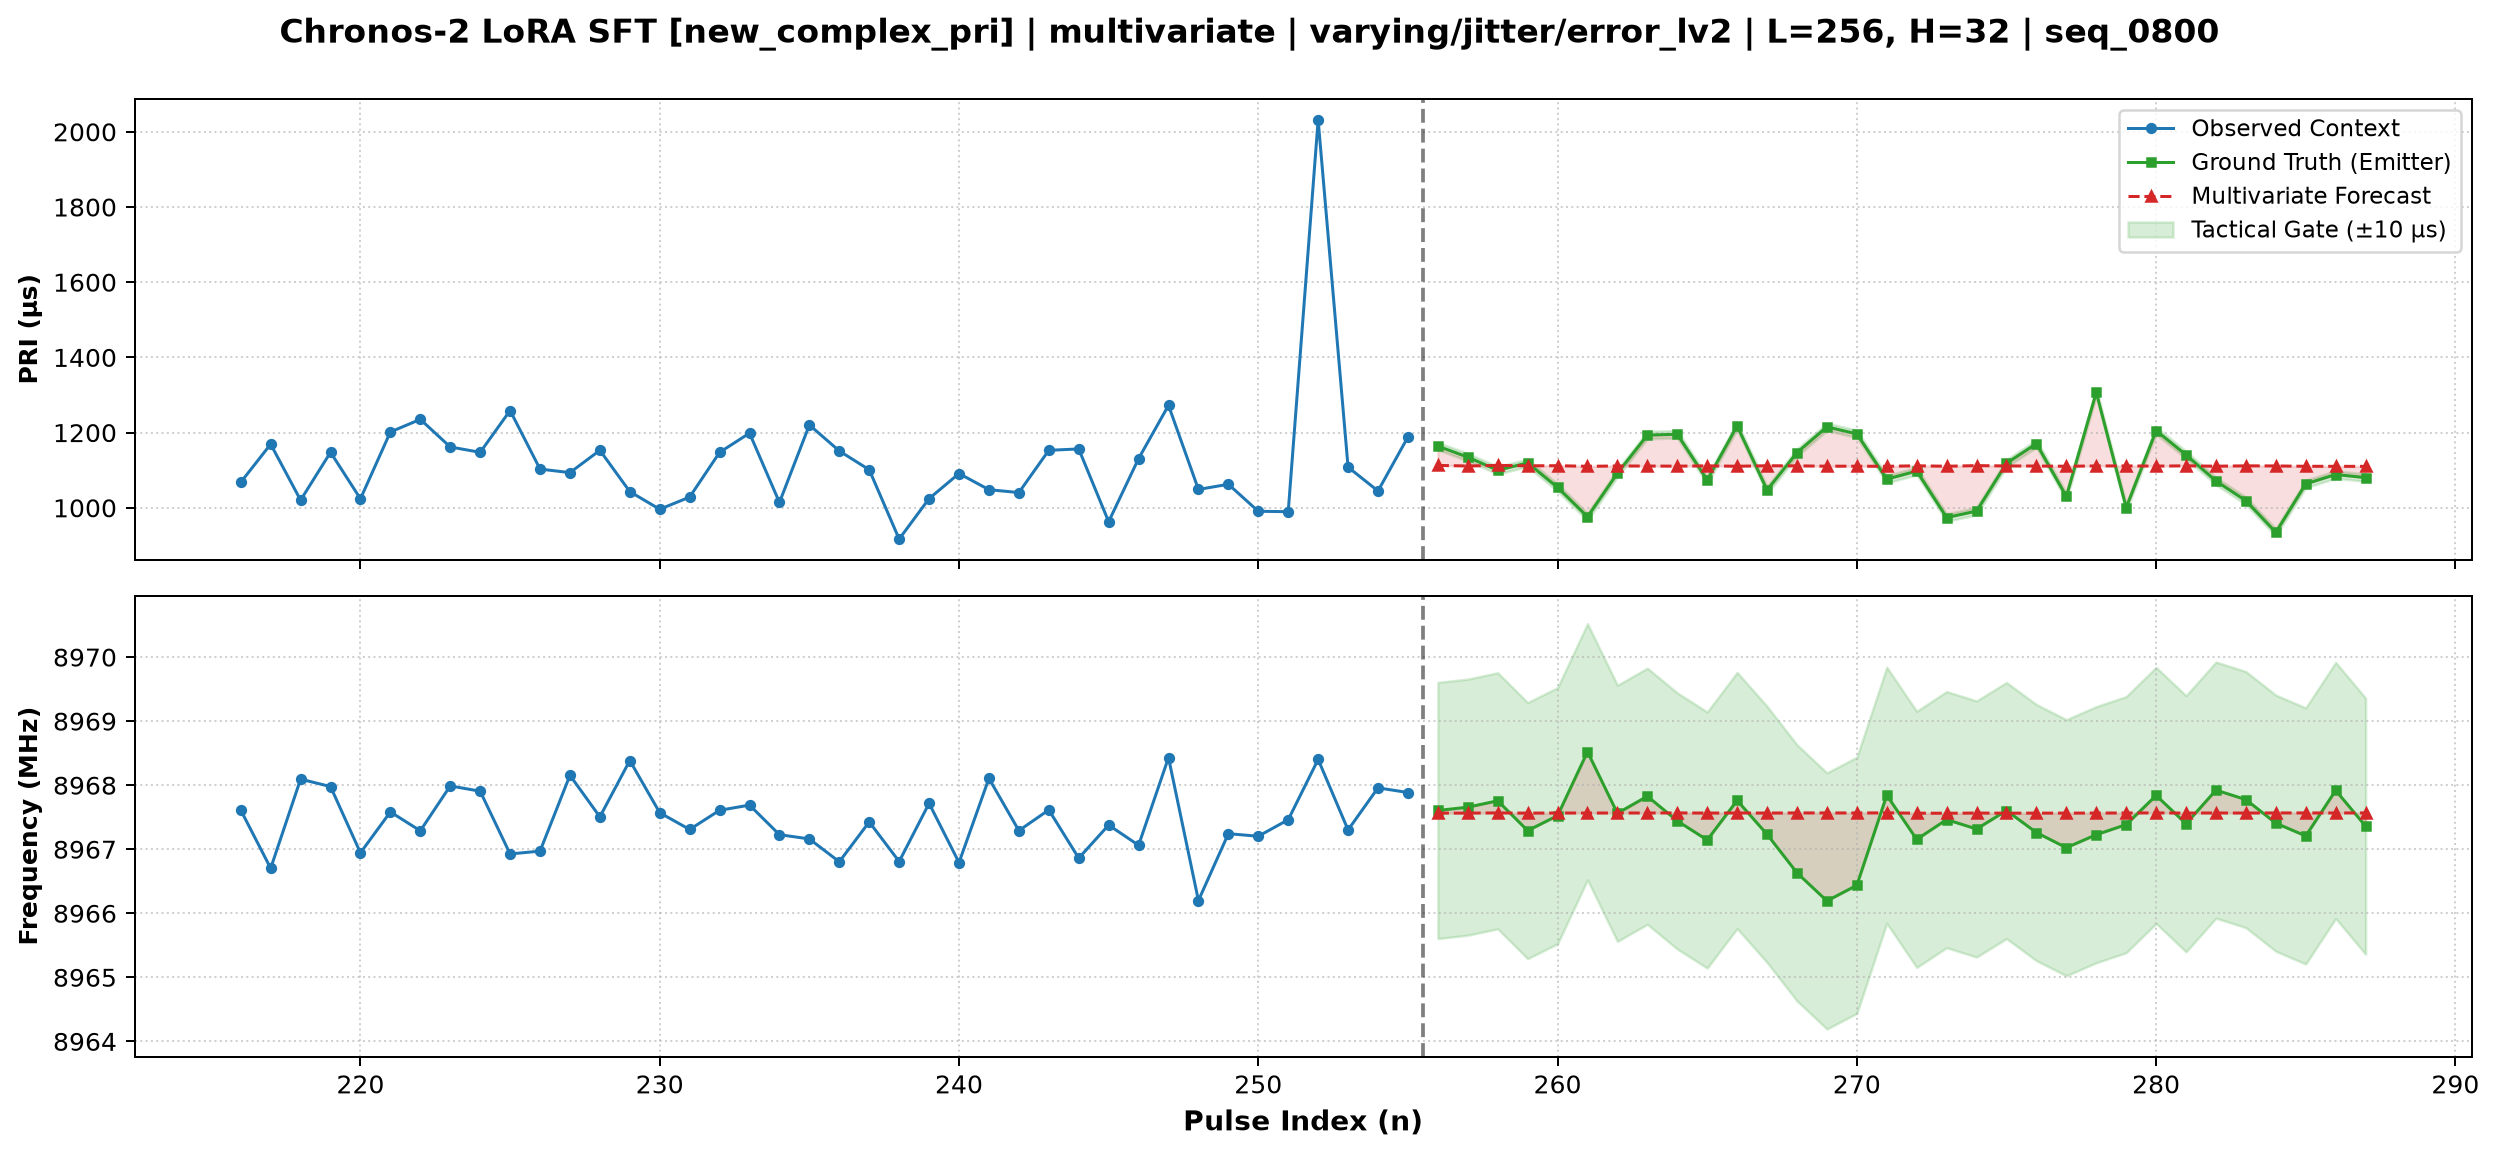 Chronos-2 LoRA SFT [new_complex_pri] | multivariate | varying/jitter/error_lv2 | L=256, H=32 | seq_0800
PRI (µs)
2000
1800
1600
1400
1200
1000
Observed Context
Ground Truth (Emitter)
Multivariate Forecast
Tactical Gate (±10 µs)
Frequency (MHz)
8970
8969
8968
8967
8966
8965
8964
220 230 240 250 260 270 280 290
Pulse Index (n)